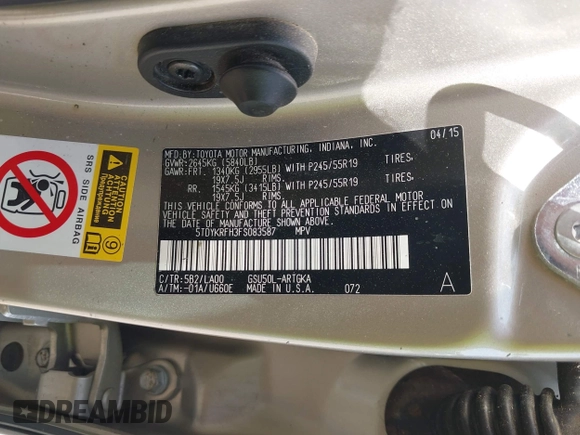 MFD. BY:TOYOTA MOTOR MANUFACTURING, INDIANA, INC. 04/15
GVWR:2645KG (5840LB)
GAWR:FRT. 1340KG (2955LB) WITH P245/55R19 TIRES,
19X7.5J RIMS,
RR. 1545KG (3415LB) WITH P245/55R19 TIRES,
19X7.5J RIMS,
THIS VEHICLE CONFORMS TO ALL APPLICABLE FEDERAL MOTOR
VEHICLE SAFETY AND THEFT PREVENTION STANDARDS IN EFFECT
ON THE DATE OF MANUFACTURE SHOWN ABOVE.
5TDYKRFH3FS083587 MPV
C/TR:5B2/LA00 GSU50L-ARTGKA A
A/TM:-01A/U660E MADE IN U.S.A. 072
SRS SIDE AIRBAG
CAUTION
ACHTUNG
9
DREAMBID